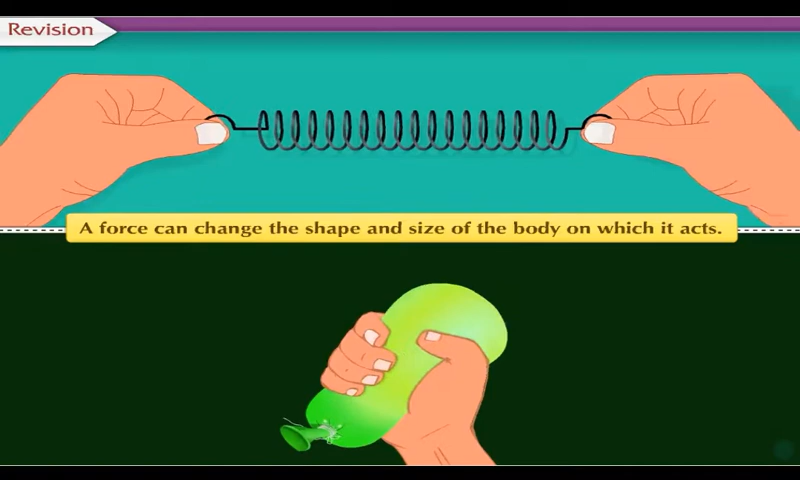 Revision
A force can change the shape and size of the body on which it acts.